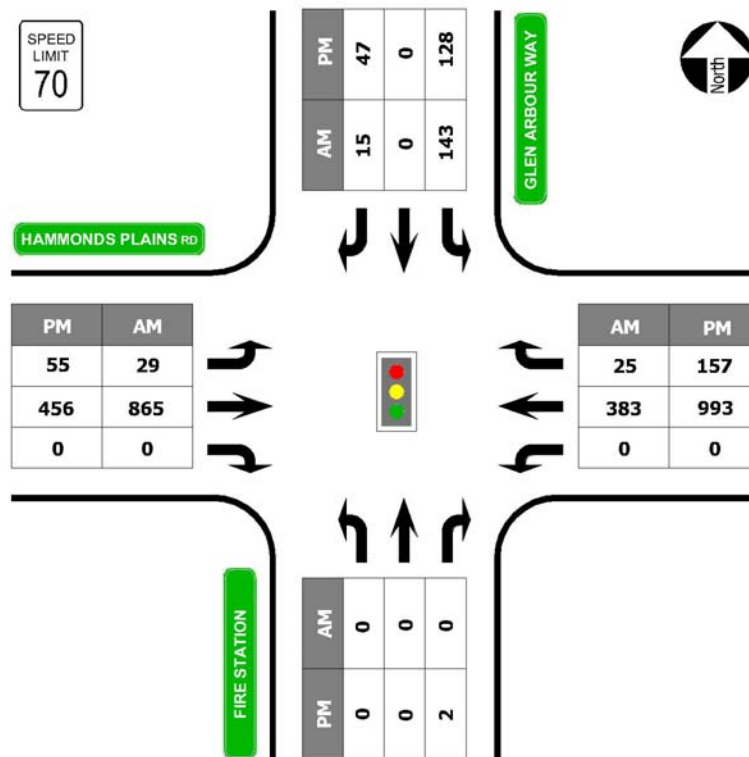 SPEED
LIMIT
70
PM 47 0 128
AM 15 0 143
GLEN ARBOUR WAY
North
HAMMONDS PLAINS RD
PM AM
55 29
456 865
0 0
AM PM
25 157
383 993
0 0
FIRE STATION
AM 0 0 0
PM 0 0 2